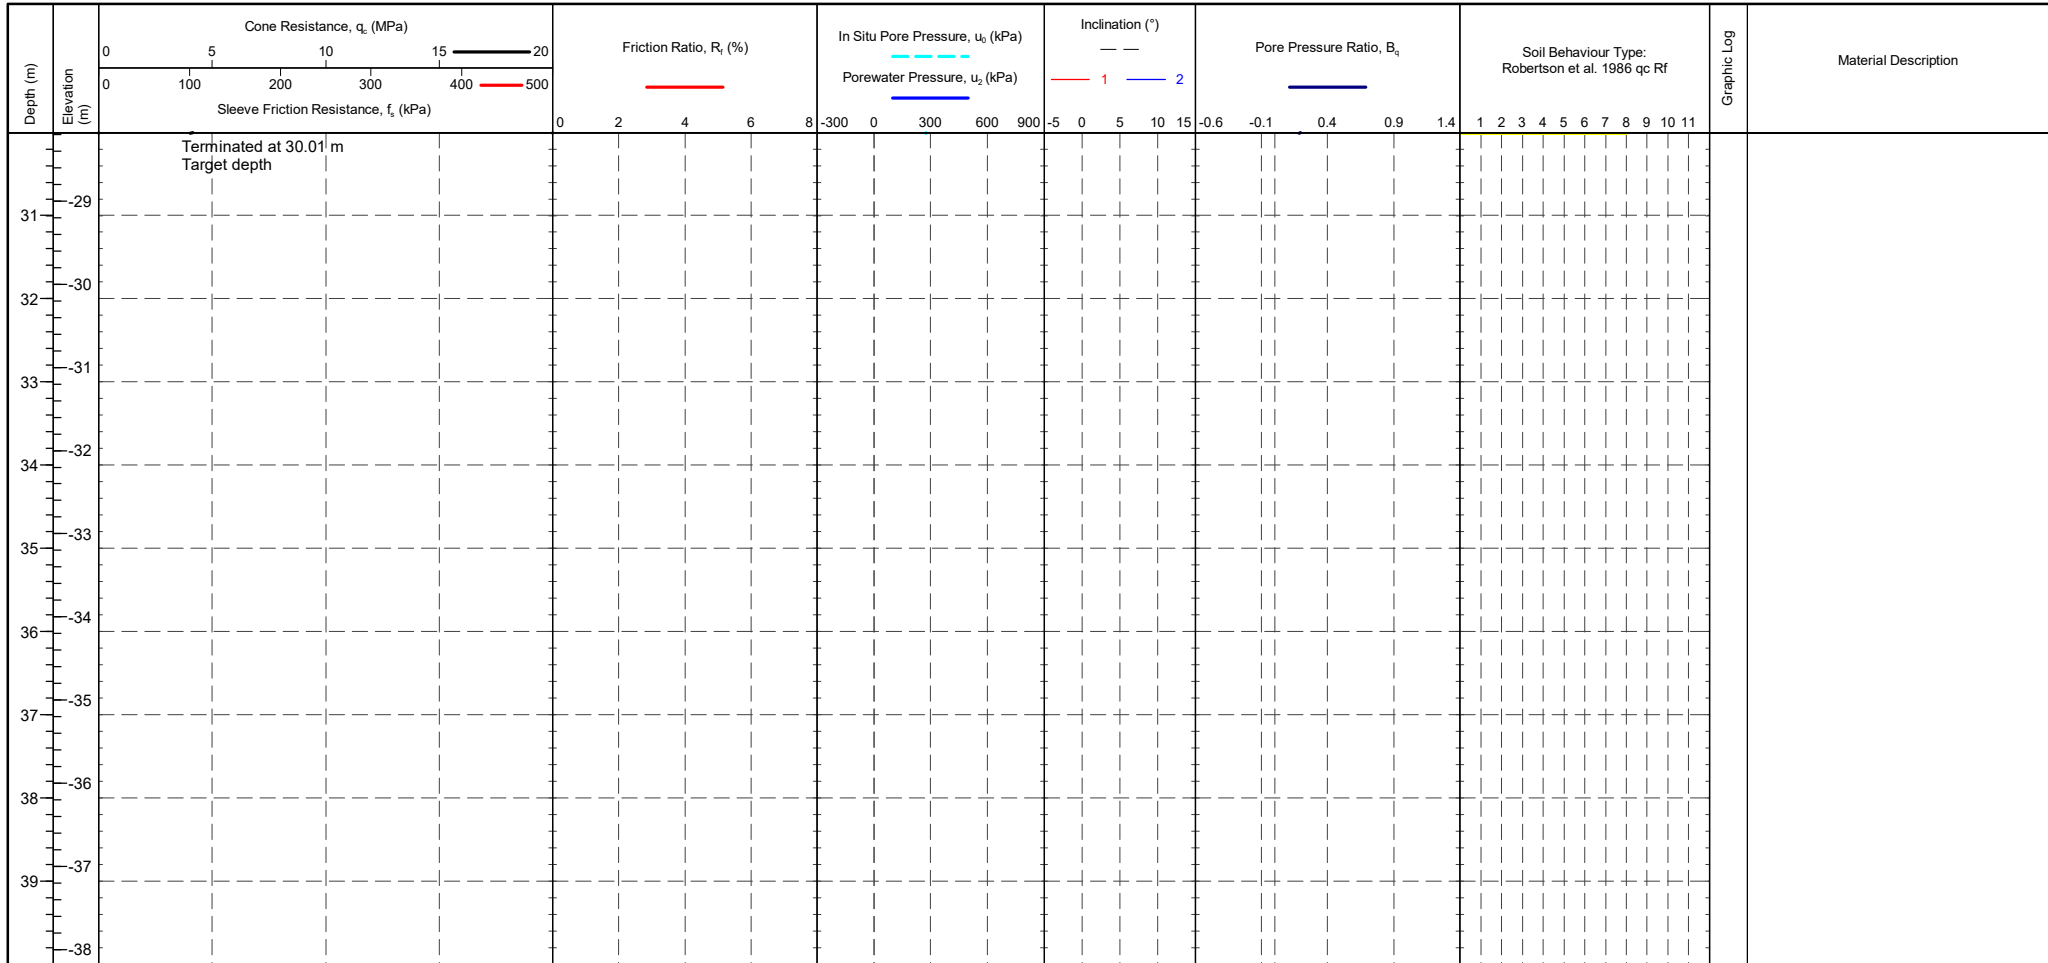 Depth (m)
Elevation
(m)
Cone Resistance, qc (MPa)
0 5 10 15 20
0 100 200 300 400 500
Sleeve Friction Resistance, fs (kPa)
Friction Ratio, Rf (%)
0 2 4 6 8
In Situ Pore Pressure, u0 (kPa)
Porewater Pressure, u2 (kPa)
-300 0 300 600 900
Inclination (°)
1 2
-5 0 5 10 15
Pore Pressure Ratio, Bq
-0.6 -0.1 0.4 0.9 1.4
Soil Behaviour Type:
Robertson et al. 1986 qc Rf
1 2 3 4 5 6 7 8 9 10 11
Graphic Log
Material Description
Terminated at 30.01 m
Target depth
-29
31
-30
32
-31
33
-32
34
-33
35
-34
36
-35
37
-36
38
-37
39
-38